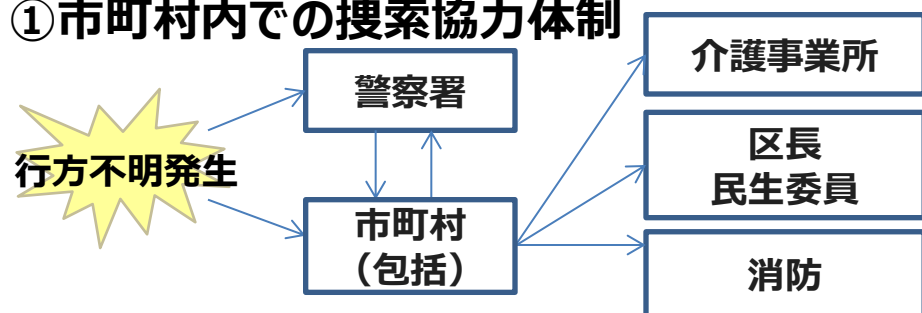 ①市町村内での捜索協力体制
行方不明発生
警察署
市町村
（包括）
介護事業所
区長
民生委員
消防